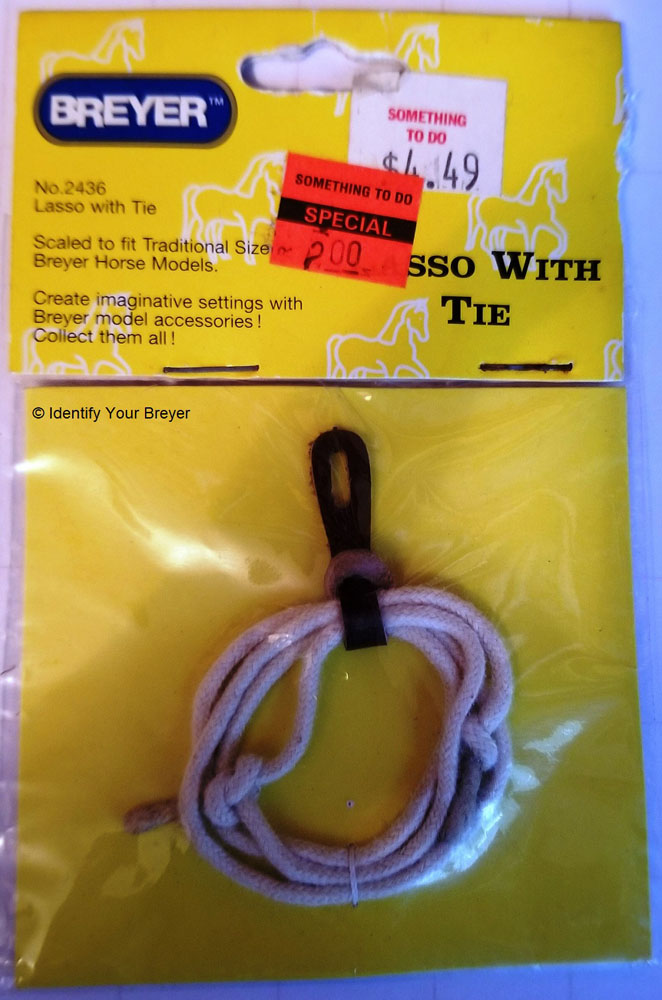 BREYER™
SOMETHING
TO DO
$4.49
SOMETHING TO DO
SPECIAL
2.00
No.2436
Lasso with Tie
Scaled to fit Traditional Size
Breyer Horse Models.
Create imaginative settings with
Breyer model accessories!
Collect them all!
SSO WITH
TIE
© Identify Your Breyer